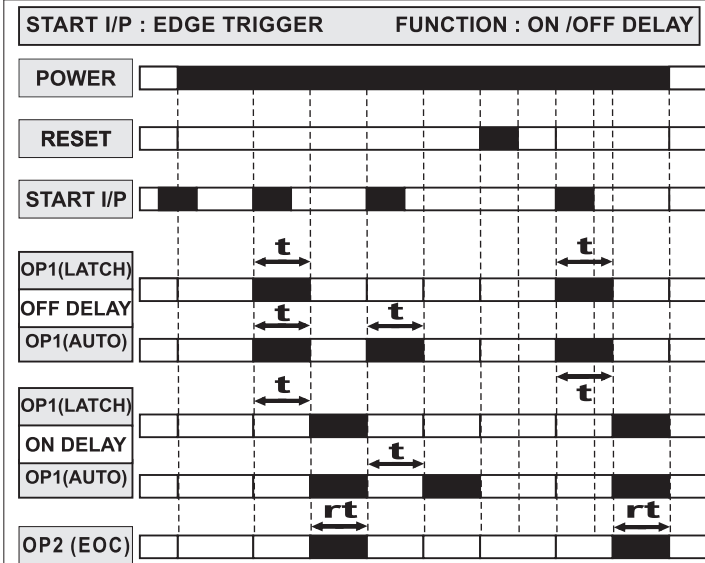 START I/P : EDGE TRIGGER FUNCTION : ON /OFF DELAY
POWER
RESET
START I/P
t t
OP1(LATCH)
OFF DELAY
t t
OP1(AUTO)
t t
OP1(LATCH)
ON DELAY
t
OP1(AUTO)
rt rt
OP2 (EOC)